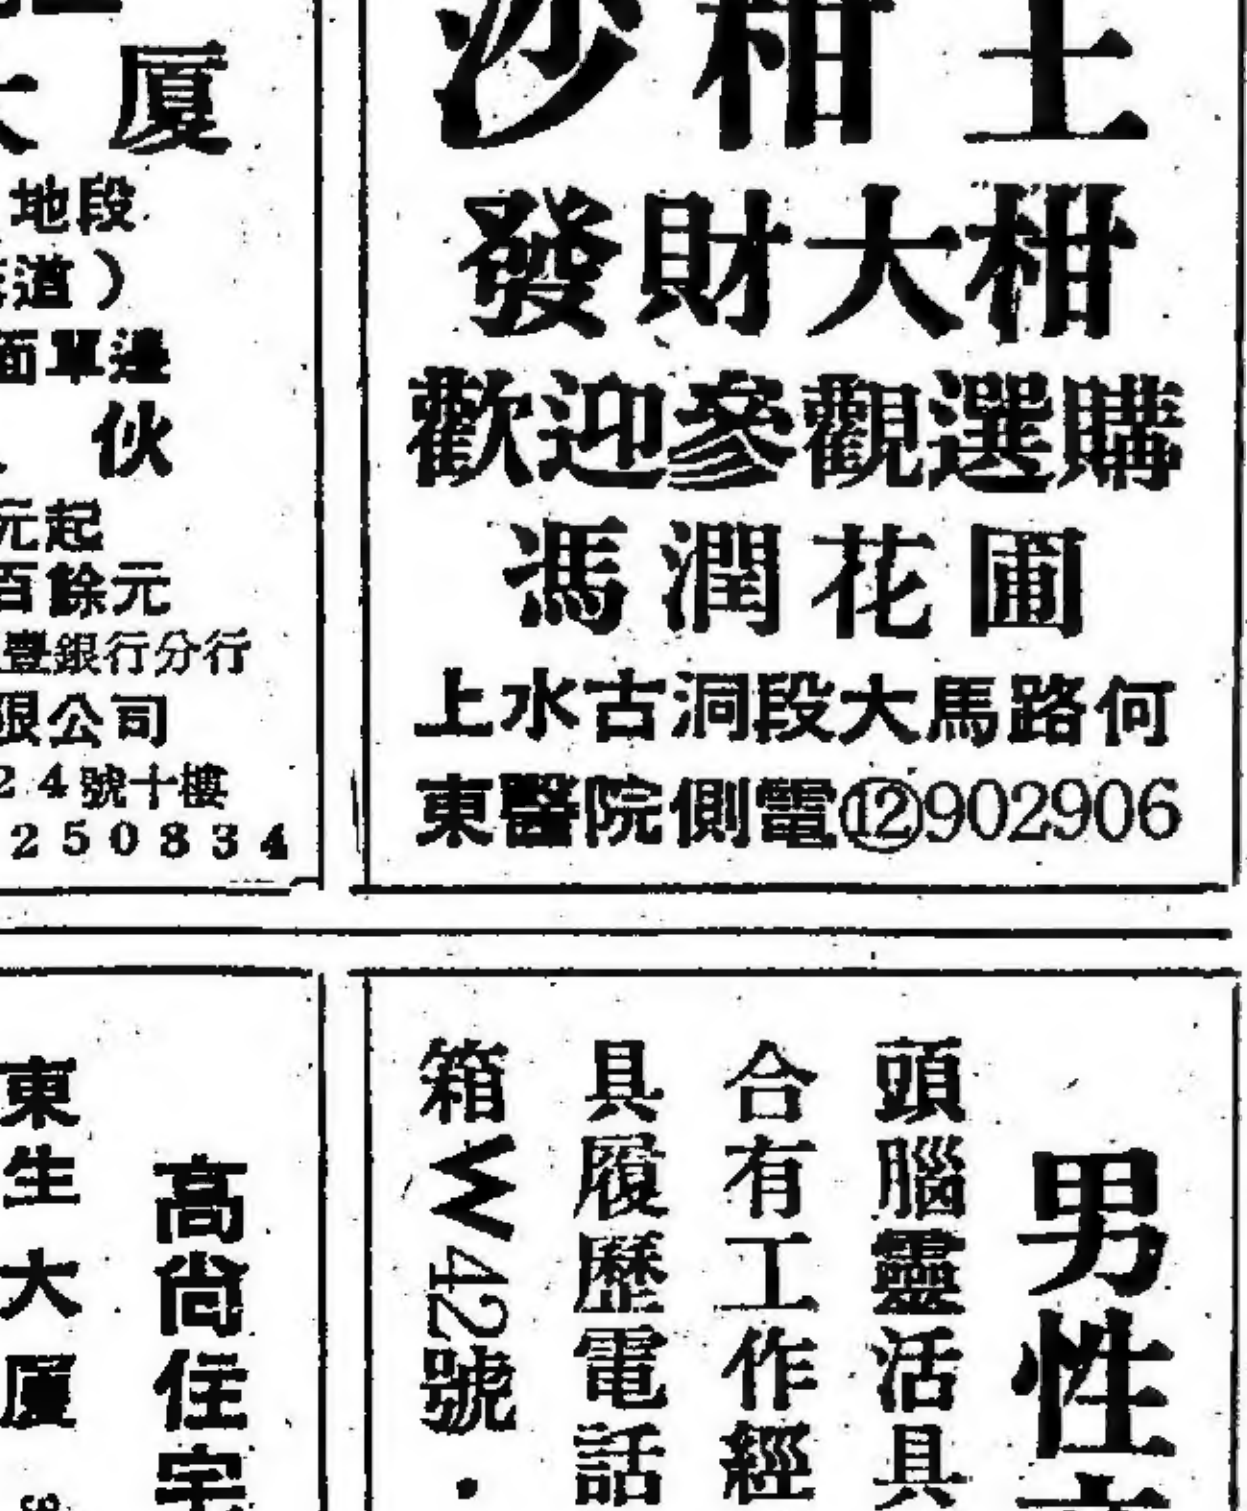 大厦
地段
道）
面單邊
伙
元起
百餘元
豐銀行分行
限公司
24號十樓
250834
沙柑
發財大柑
歡迎參觀選購
馮潤花圃
上水古洞段大馬路何
東醫院側電⑫902906
男性
頭腦靈活具
合有工作經
具履歷電話
箱W42號．
高尚住宅
東生大厦